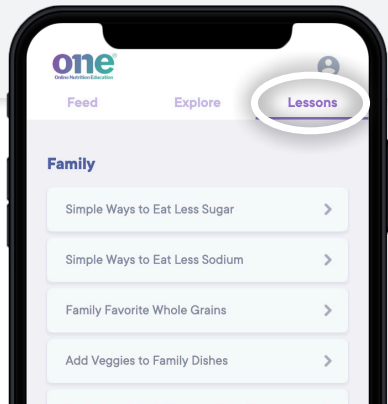 one
Online Nutrition Education
Feed Explore Lessons
Family
Simple Ways to Eat Less Sugar
Simple Ways to Eat Less Sodium
Family Favorite Whole Grains
Add Veggies to Family Dishes